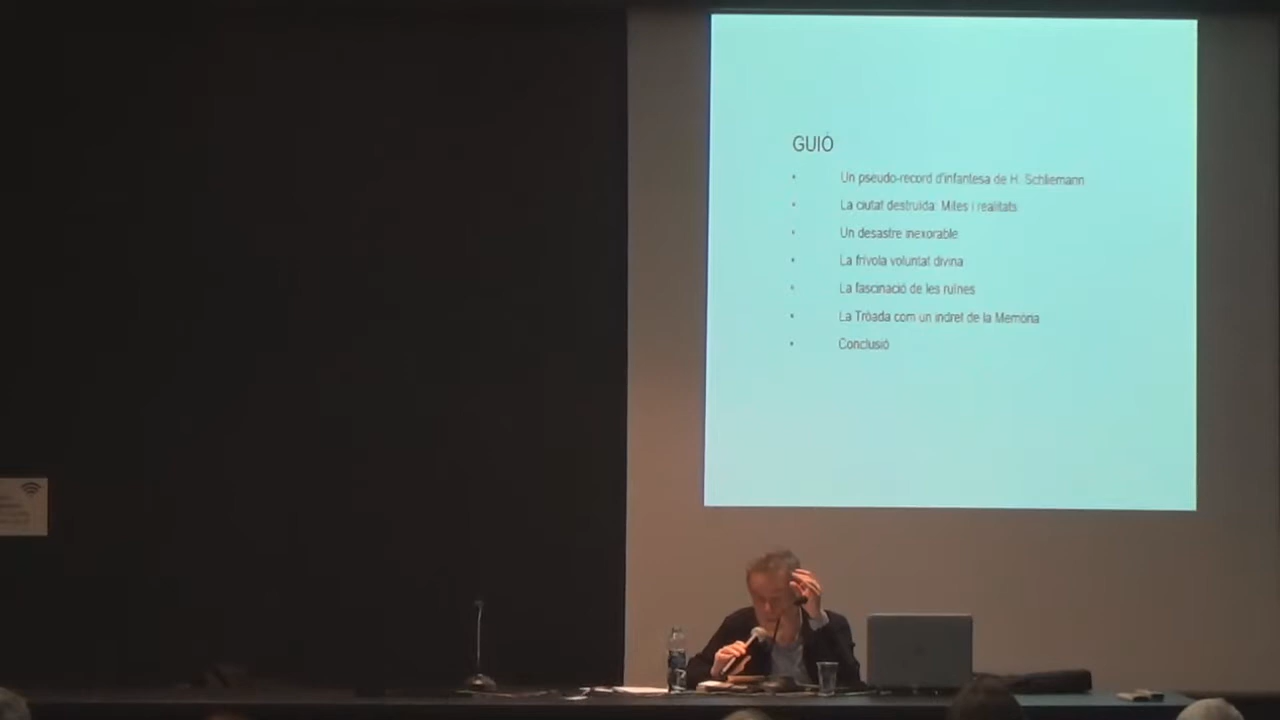 GUIÓ
• Un pseudo-record d'infantesa de H. Schliemann
• La ciutat destruïda: Mites i realitats
• Un desastre inexorable
• La frívola voluntat divina
• La fascinació de les ruïnes
• La Tròada com un indret de la Memòria
• Conclusió